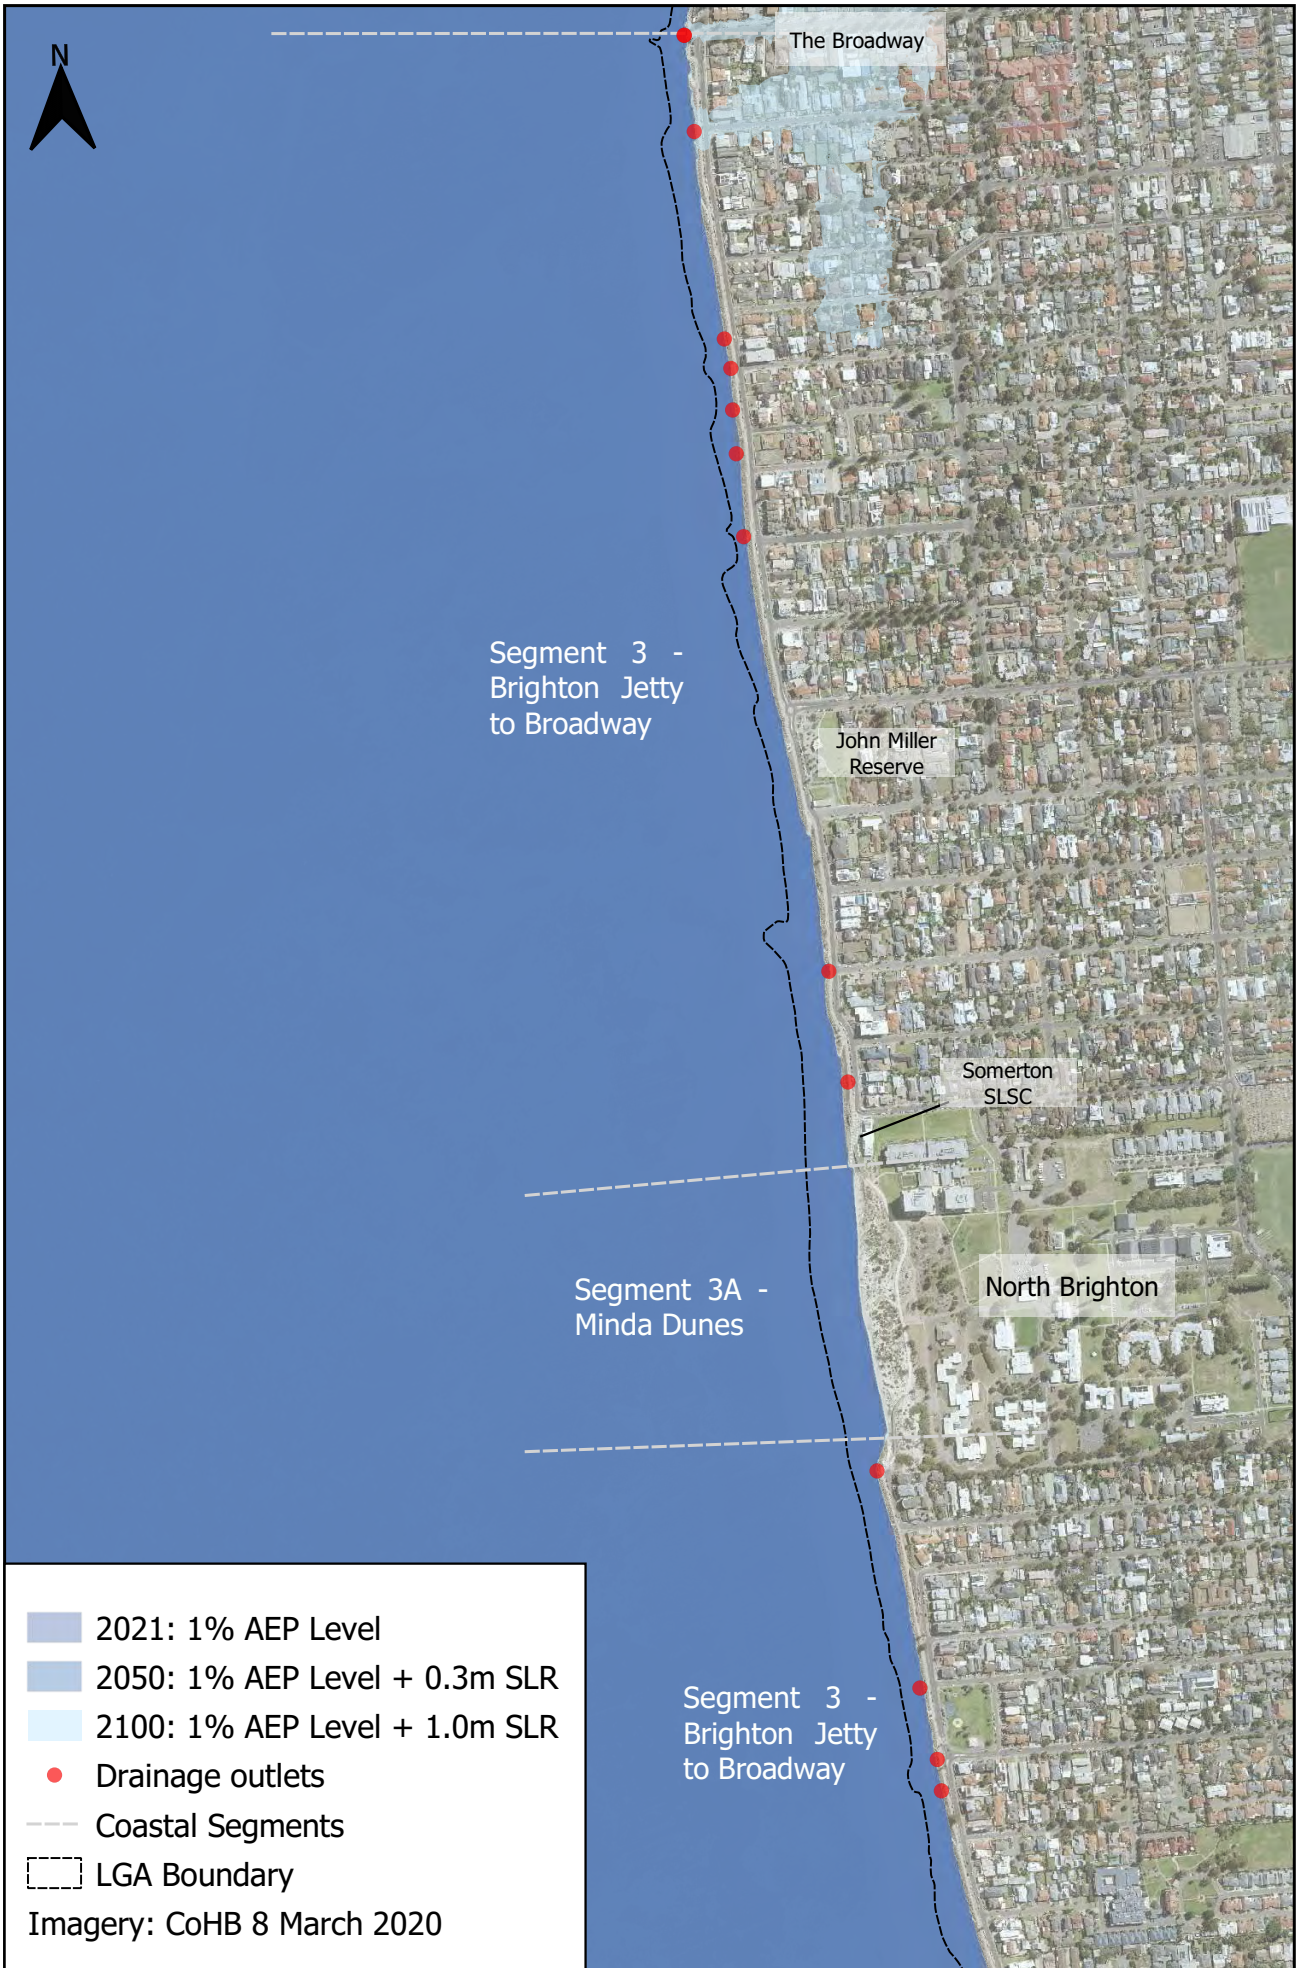 N
The Broadway
Segment 3 -
Brighton Jetty
to Broadway
John Miller
Reserve
Somerton
SLSC
Segment 3A -
Minda Dunes
North Brighton
Segment 3 -
Brighton Jetty
to Broadway
2021: 1% AEP Level
2050: 1% AEP Level + 0.3m SLR
2100: 1% AEP Level + 1.0m SLR
Drainage outlets
Coastal Segments
LGA Boundary
Imagery: CoHB 8 March 2020